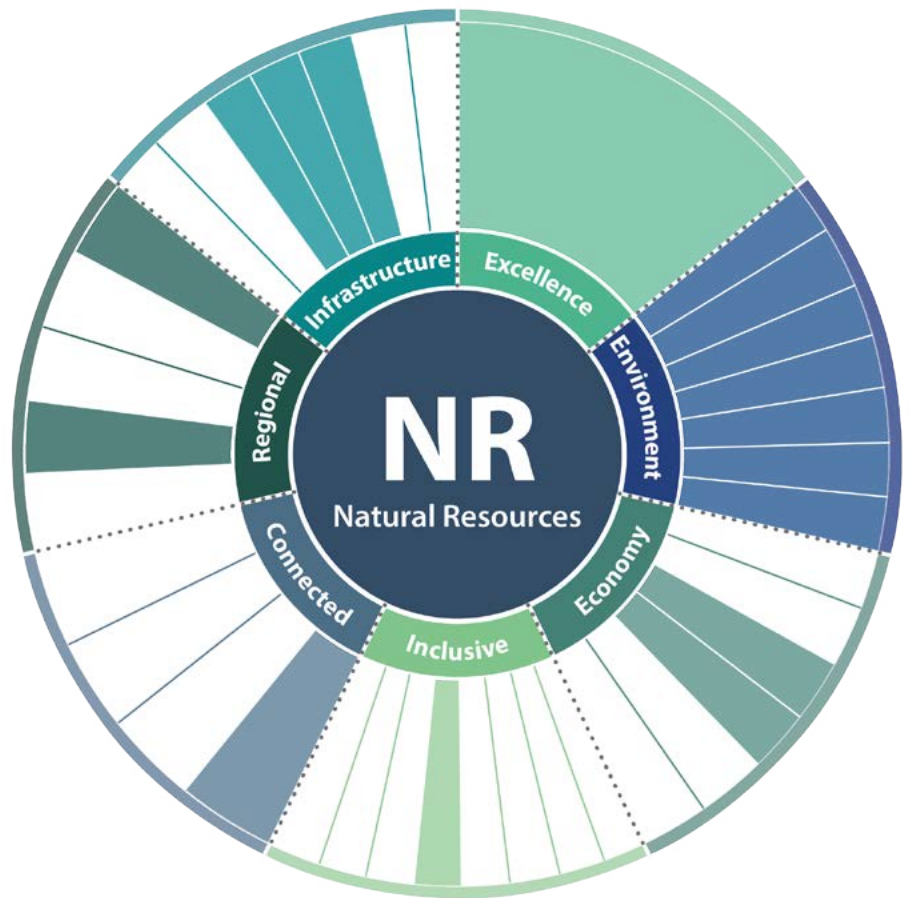 NR
Natural Resources
Excellence
Environment
Economy
Inclusive
Connected
Regional
Infrastructure